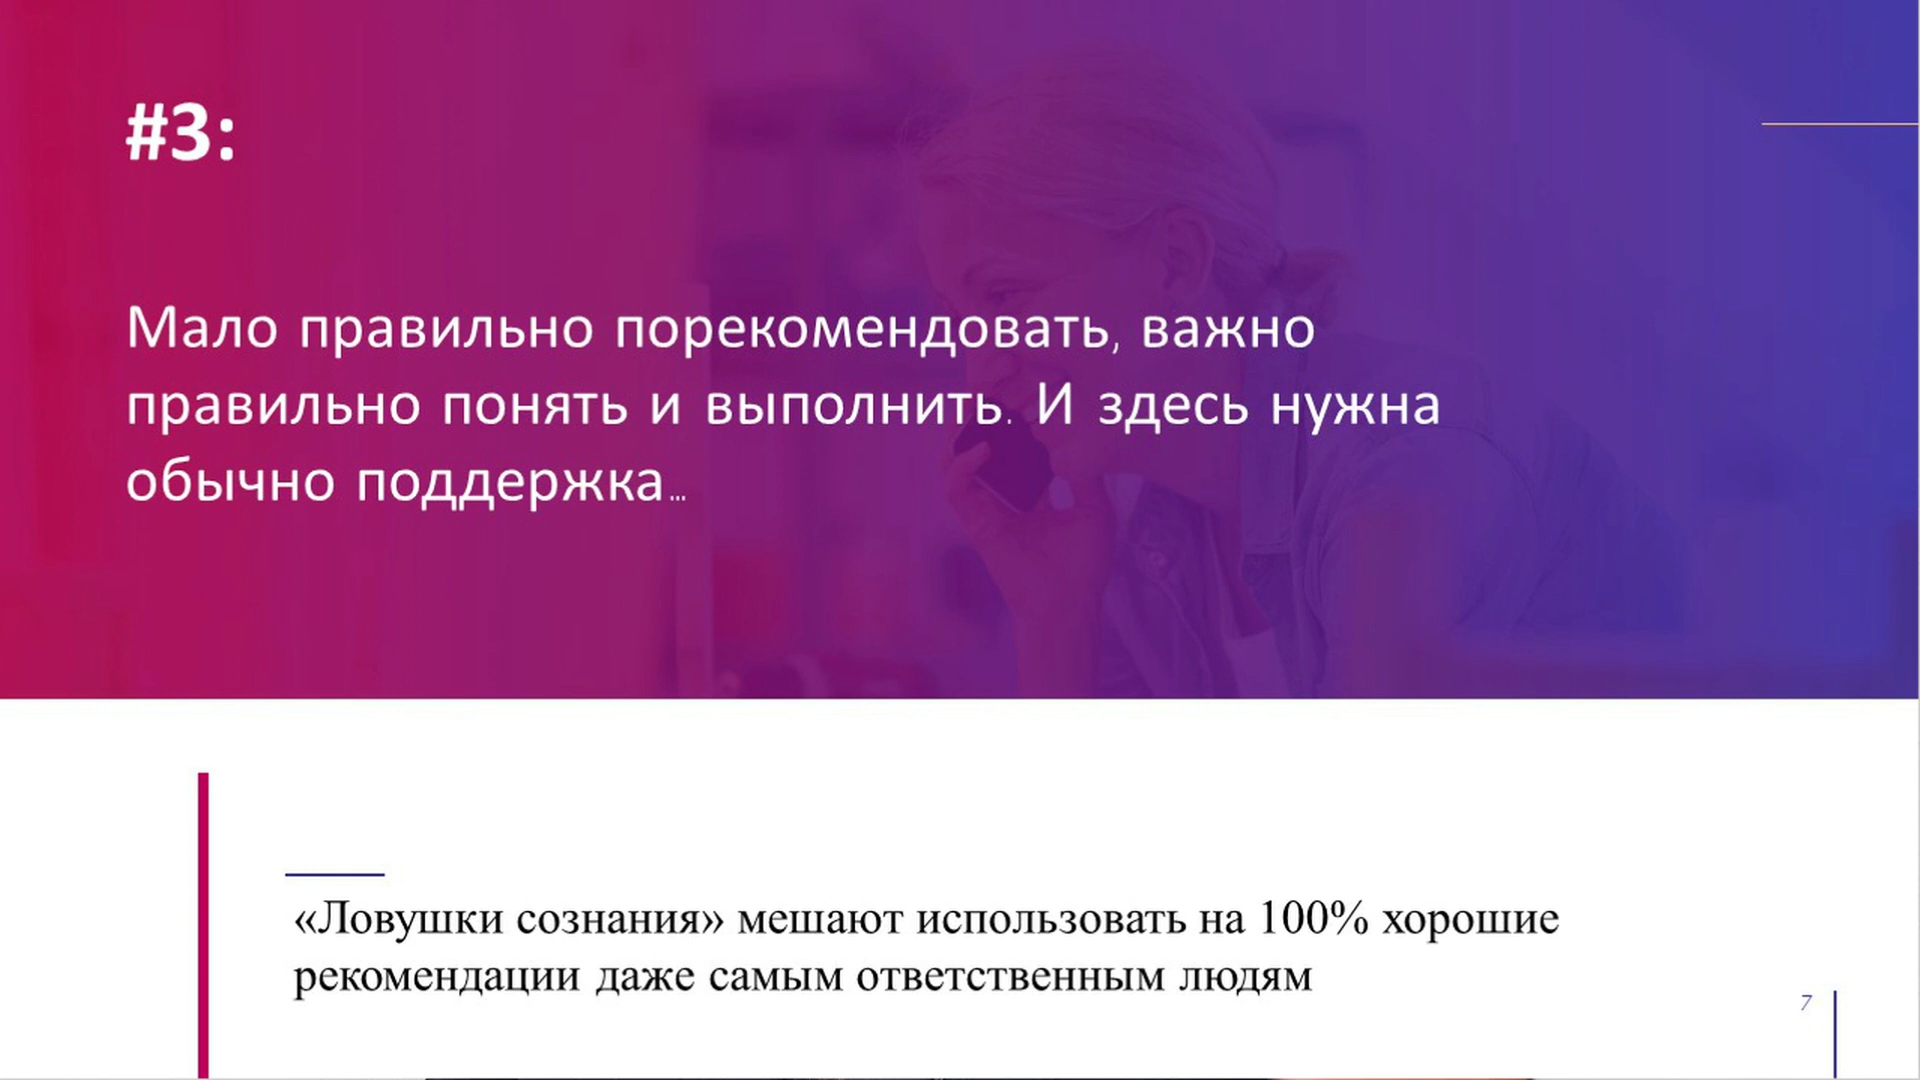 #3:
Мало правильно порекомендовать, важно
правильно понять и выполнить. И здесь нужна
обычно поддержка...
«Ловушки сознания» мешают использовать на 100% хорошие
рекомендации даже самым ответственным людям
7